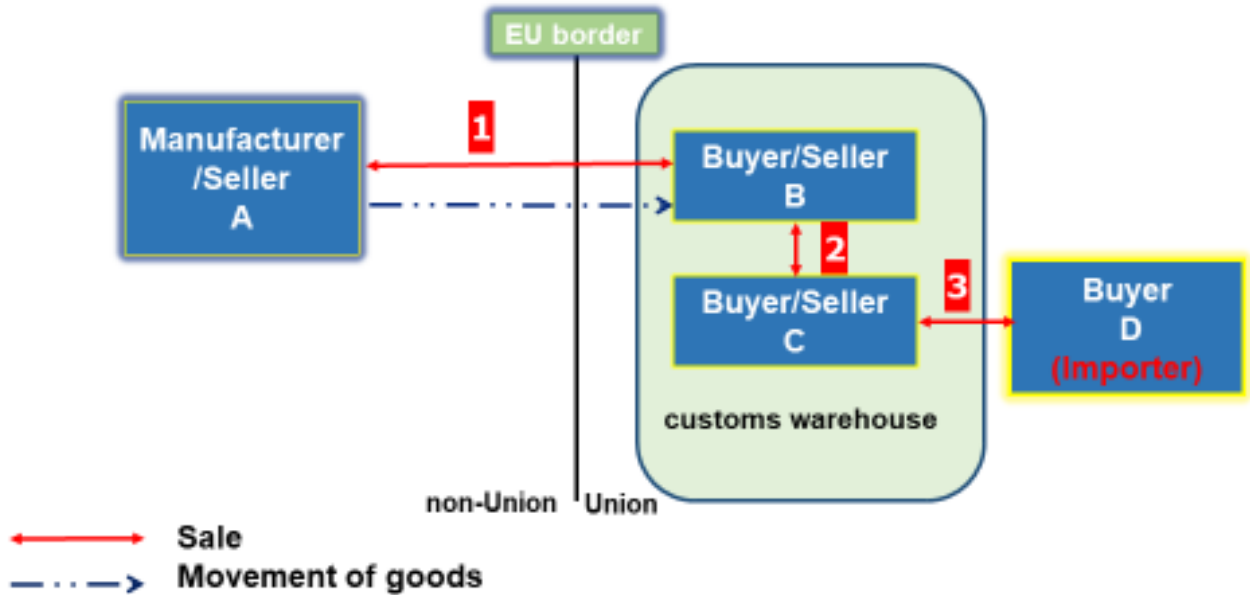 EU border
Manufacturer
/Seller
A
1
Buyer/Seller
B
2
Buyer/Seller
C
3
Buyer
D
(Importer)
customs warehouse
non-Union
Union
Sale
Movement of goods